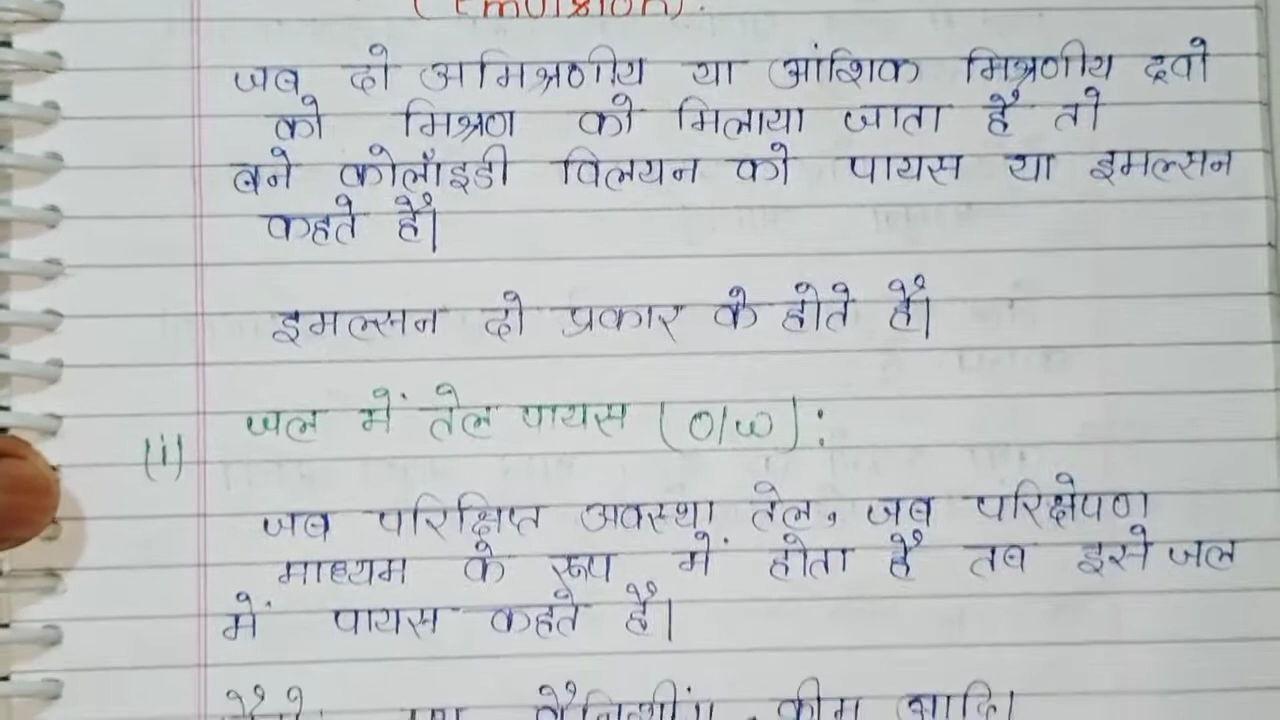 (Emulsion).
जब दो अमिश्रणीय या आंशिक मिश्रणीय द्रवो
को मिश्रण को मिलाया जाता है तो
बने कोलॉइडी विलयन को पायस या इमल्सन
कहते हैं।
इमल्सन दो प्रकार के होते हैं।
(i) जल में तेल पायस (o/w):
जब परिक्षिप्त अवस्था तेल, जब परिक्षेपण
माध्यम के रूप में होता है तब इसे जल
में पायस कहते हैं।
क्रीम आदि।